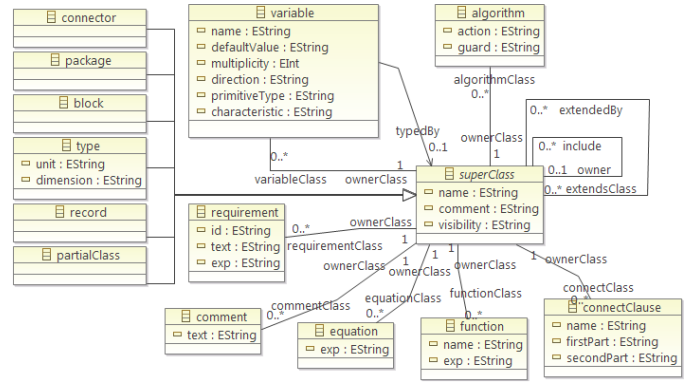 connector
package
block
type
unit : EString
dimension : EString
record
partialClass
variable
name : EString
defaultValue : EString
multiplicity : EInt
direction : EString
primitiveType : EString
characteristic : EString
algorithm
action : EString
guard : EString
algorithmClass
0..*
typedBy
0..1
ownerClass
1
0..* extendedBy
0..* include
0..1 owner
0..* extendsClass
0..*
variableClass
1
ownerClass
superClass
name : EString
comment : EString
visibility : EString
requirement
id : EString
text : EString
exp : EString
0..*
requirementClass
ownerClass
1
ownerClass
1
commentClass
0..*
comment
text : EString
ownerClass
1
equationClass
0..*
equation
exp : EString
1
ownerClass
functionClass
0..*
function
name : EString
exp : EString
1 ownerClass
connectClass
0..*
connectClause
name : EString
firstPart : EString
secondPart : EString